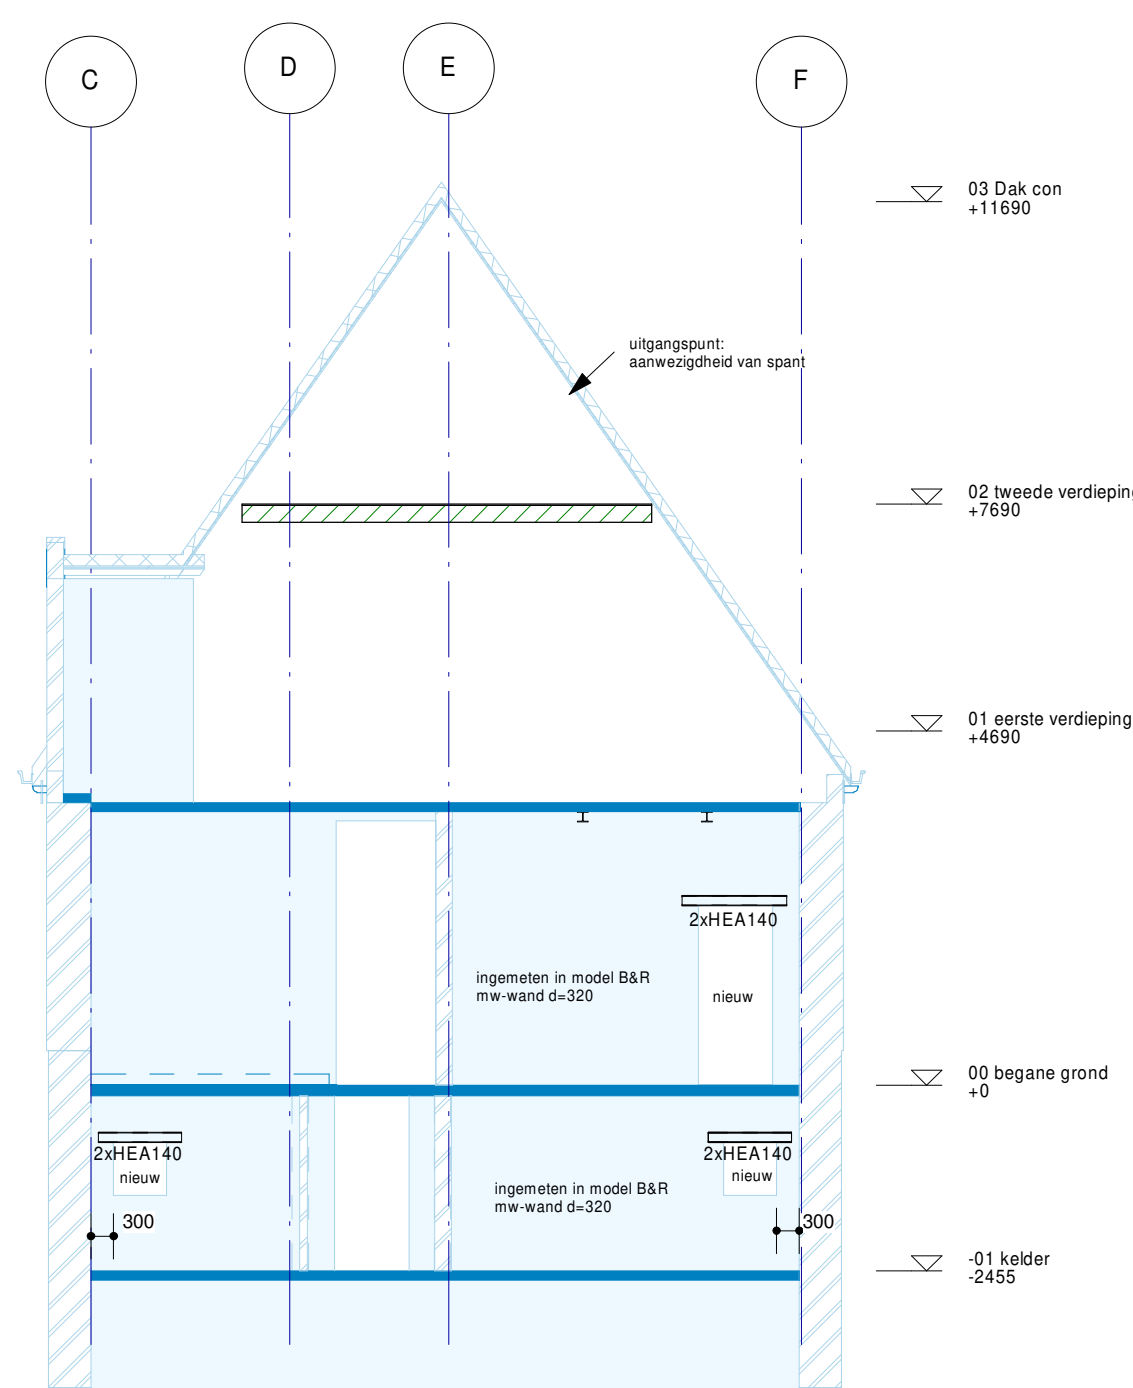 C
D
E
F
03 Dak con
+11690
uitgangspunt:
aanwezigdheid van spant
02 tweede verdieping
+7690
01 eerste verdieping
+4690
2xHEA140
ingemeten in model B&R
mw-wand d=320
nieuw
00 begane grond
+0
2xHEA140
nieuw
2xHEA140
nieuw
ingemeten in model B&R
mw-wand d=320
300
300
-01 kelder
-2455